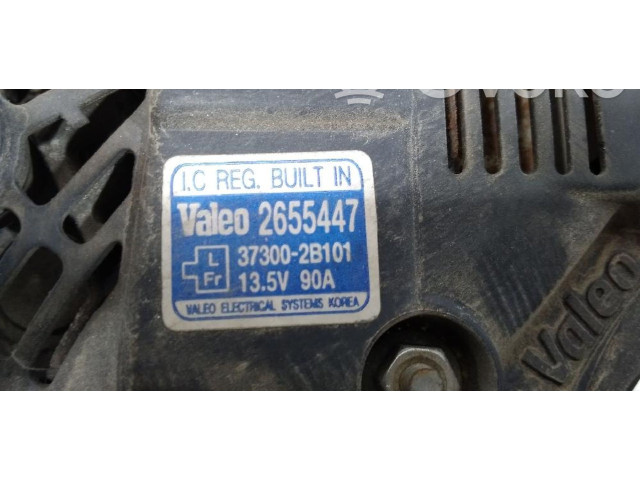 I.C REG. BUILT IN
Valeo 2655447
L 37300-2B101
Fr 13.5V 90A
VALEO ELECTRICAL SYSTEMS KOREA
Valeo